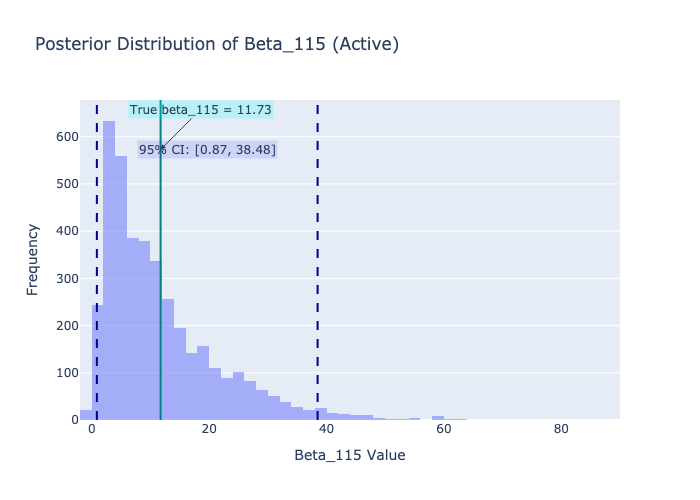 Posterior Distribution of Beta_115 (Active)
True beta_115 = 11.73
95% CI: [0.87, 38.48]
600
500
400
300
200
100
0
Frequency
0 20 40 60 80
Beta_115 Value